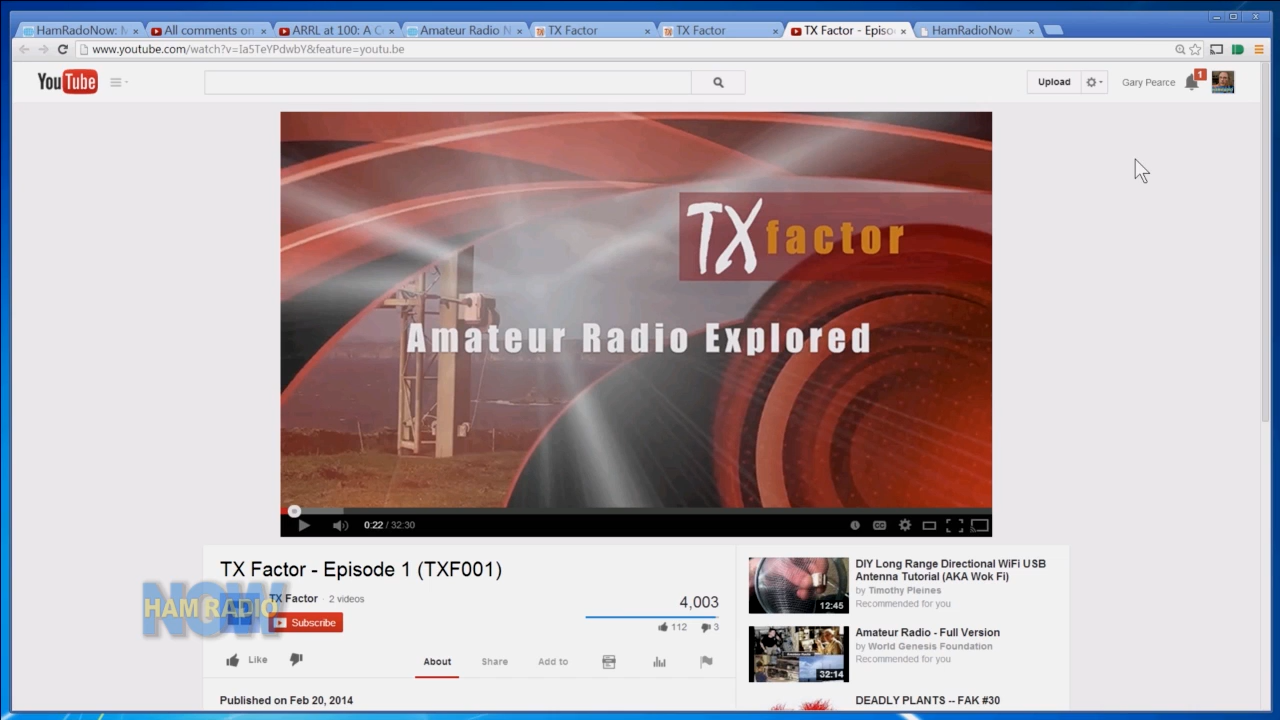 HamRadoNow: M
All comments on
ARRL at 100: A C
Amateur Radio N
TX Factor
TX Factor
TX Factor - Episo
HamRadioNow -
www.youtube.com/watch?v=Ia5TeYPdwbY&feature=youtu.be
YouTube
Upload
Gary Pearce
1
TX factor
Amateur Radio Explored
0:22 / 32:30
CC
TX Factor - Episode 1 (TXF001)
TX Factor · 2 videos
Subscribe
NOW
HAM RADIO
4,003
112
3
Like
About
Share
Add to
Published on Feb 20, 2014
12:45
DIY Long Range Directional WiFi USB
Antenna Tutorial (AKA Wok Fi)
by Timothy Pleines
Recommended for you
32:14
Amateur Radio - Full Version
by World Genesis Foundation
Recommended for you
DEADLY PLANTS -- FAK #30